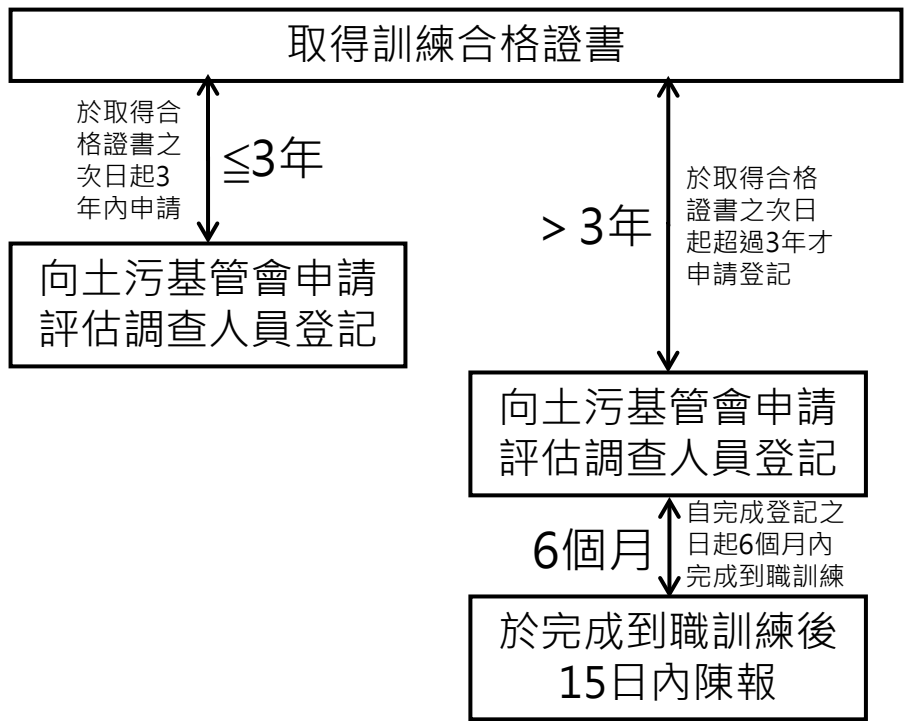 取得訓練合格證書
於取得合
格證書之
次日起3
年內申請
≦3年
向土污基管會申請
評估調查人員登記
> 3年
於取得合格
證書之次日
起超過3年才
申請登記
向土污基管會申請
評估調查人員登記
6個月
自完成登記之
日起6個月內
完成到職訓練
於完成到職訓練後
15日內陳報